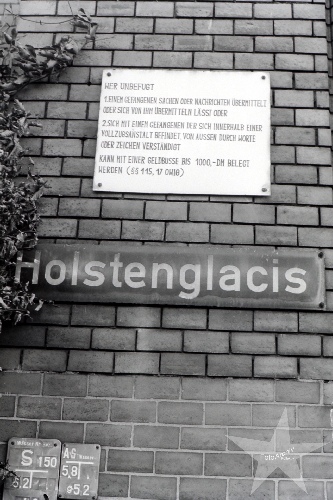 WER UNBEFUGT
1. EINEM GEFANGENEN SACHEN ODER NACHRICHTEN ÜBERMITTELT
ODER SICH VON IHM ÜBERMITTELN LÄSST ODER
2. SICH MIT EINEM GEFANGENEN DER SICH INNERHALB EINER
VOLLZUGSANSTALT BEFINDET VON AUSSEN DURCH WORTE
ODER ZEICHEN VERSTÄNDIGT
KANN MIT EINER GELDBUSSE BIS 1000,-DM BELEGT
WERDEN (§§ 115, 17 OWIG)
Holstenglacis
S 150
6,2
AG
5,8
5,2